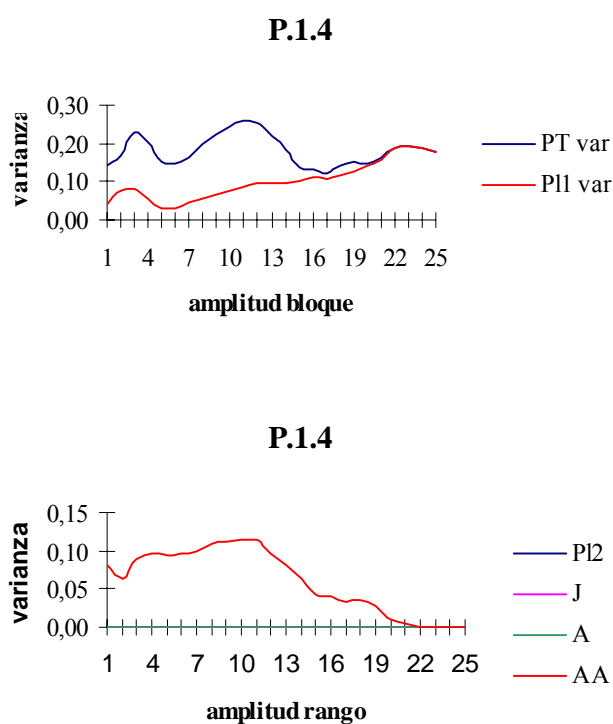 P.1.4
0,30
0,20
0,10
0,00
varianza
1 4 7 10 13 16 19 22 25
amplitud bloque
PT var
Pl1 var
P.1.4
0,15
0,10
0,05
0,00
varianza
1 4 7 10 13 16 19 22 25
amplitud rango
Pl2
J
A
AA